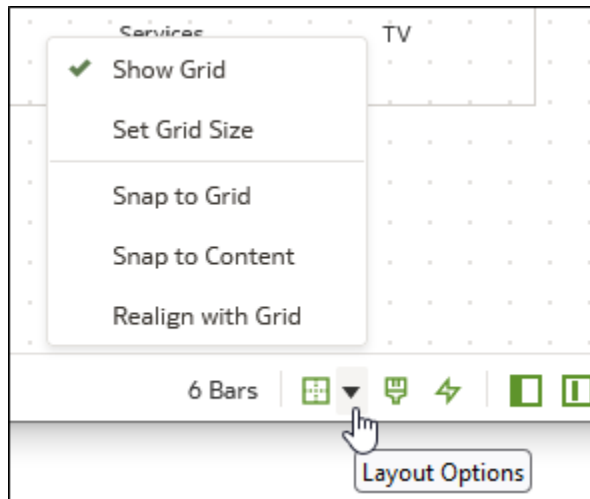 Services
TV
Show Grid
Set Grid Size
Snap to Grid
Snap to Content
Realign with Grid
6 Bars
Layout Options